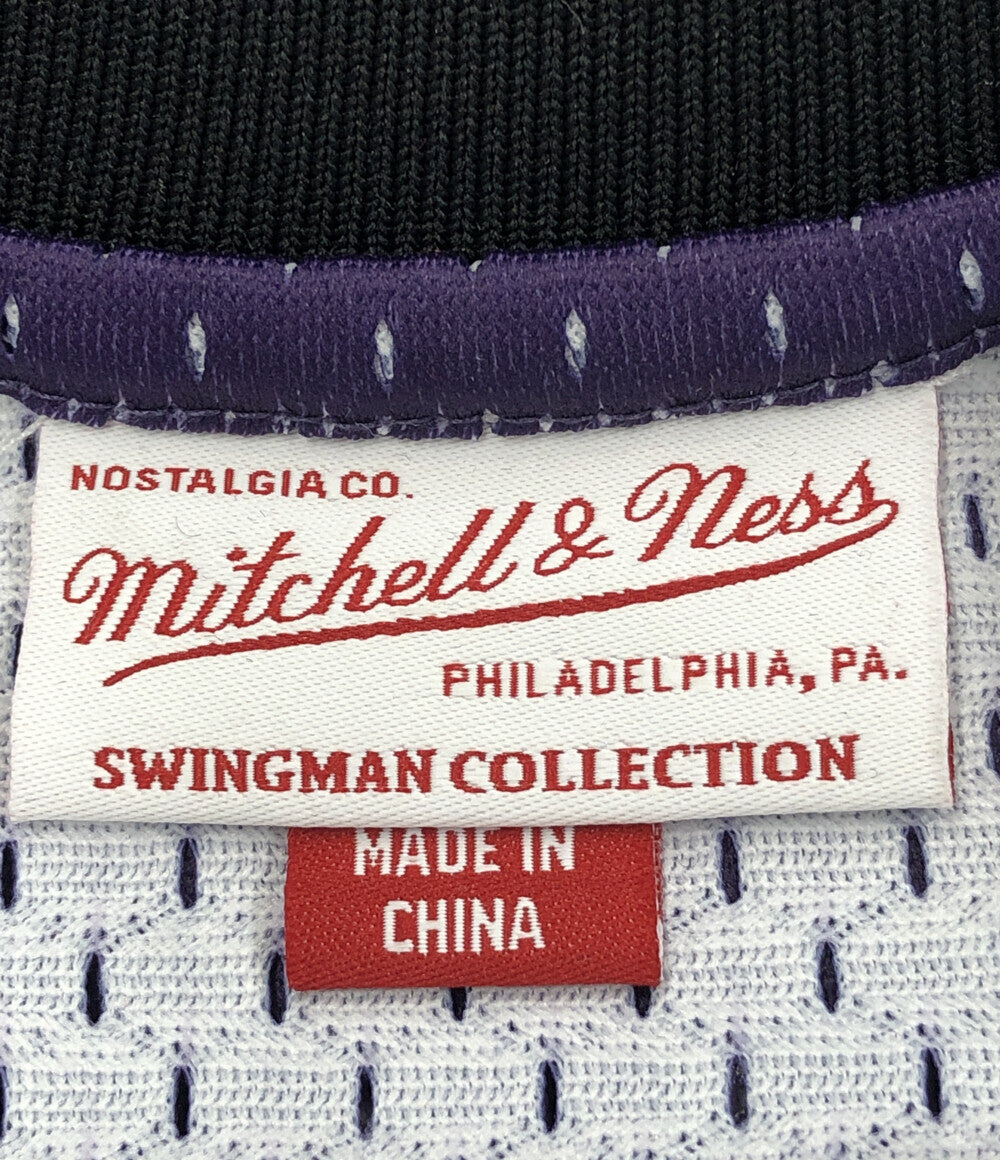 NOSTALGIA CO.
Mitchell & Ness
PHILADELPHIA, PA.
SWINGMAN COLLECTION
MADE IN
CHINA